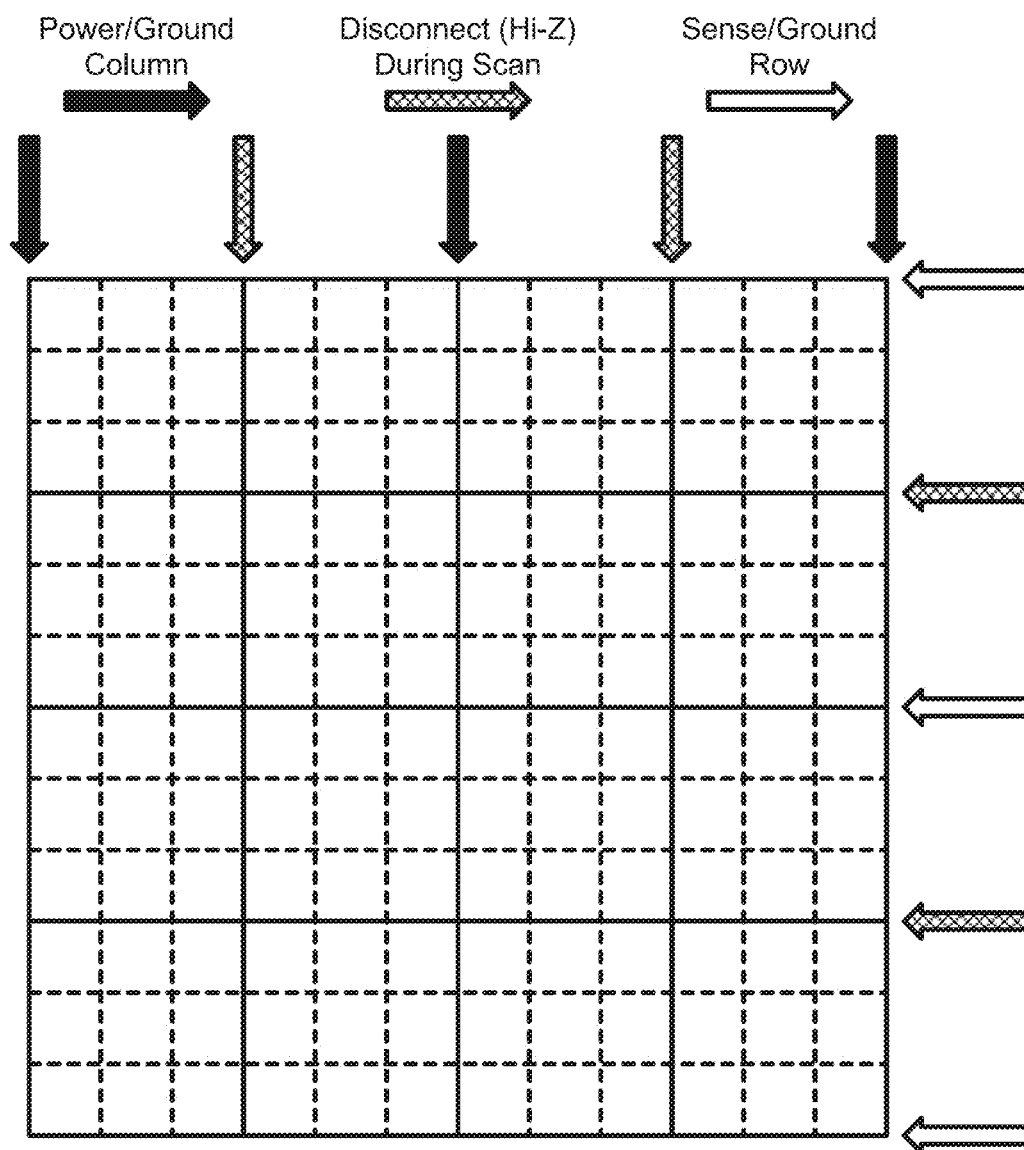 Power/Ground
Column
Disconnect (Hi-Z)
During Scan
Sense/Ground
Row